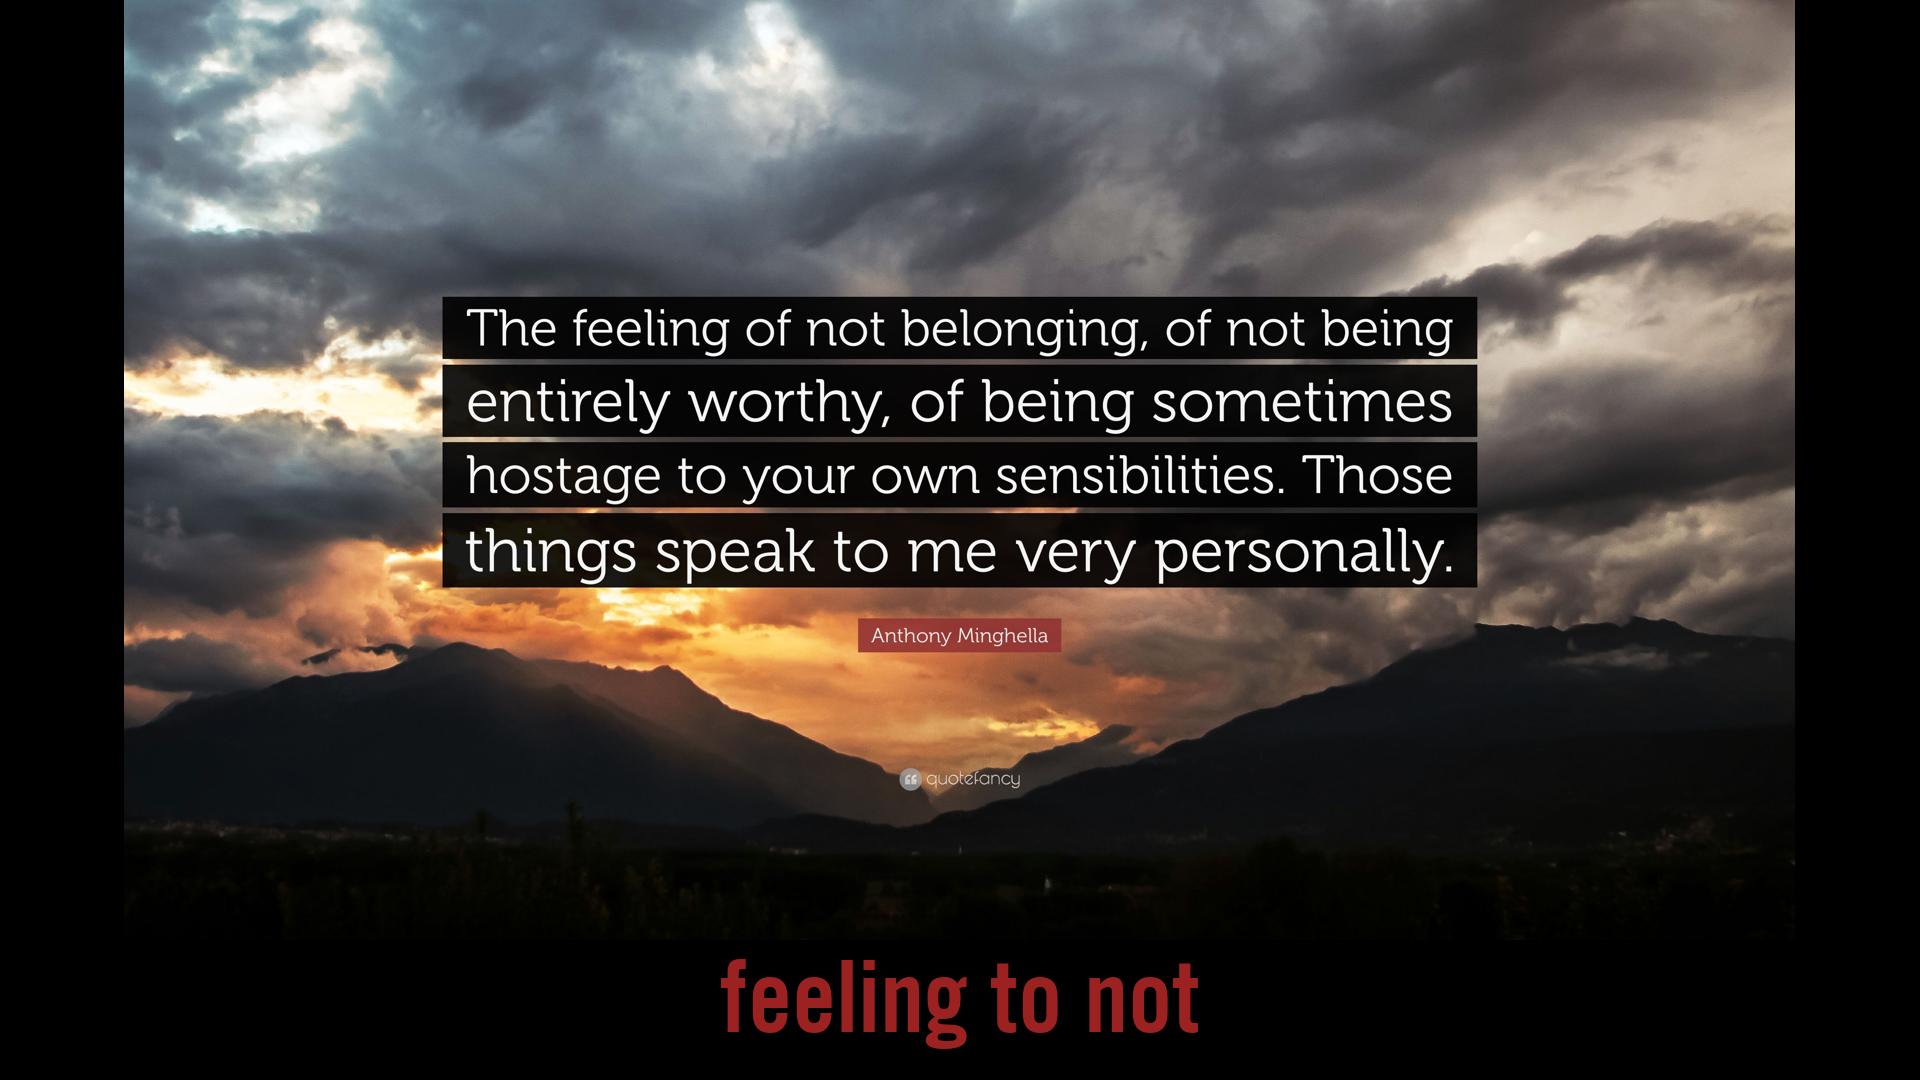 The feeling of not belonging, of not being
entirely worthy, of being sometimes
hostage to your own sensibilities. Those
things speak to me very personally.
Anthony Minghella
quotefancy
feeling to not